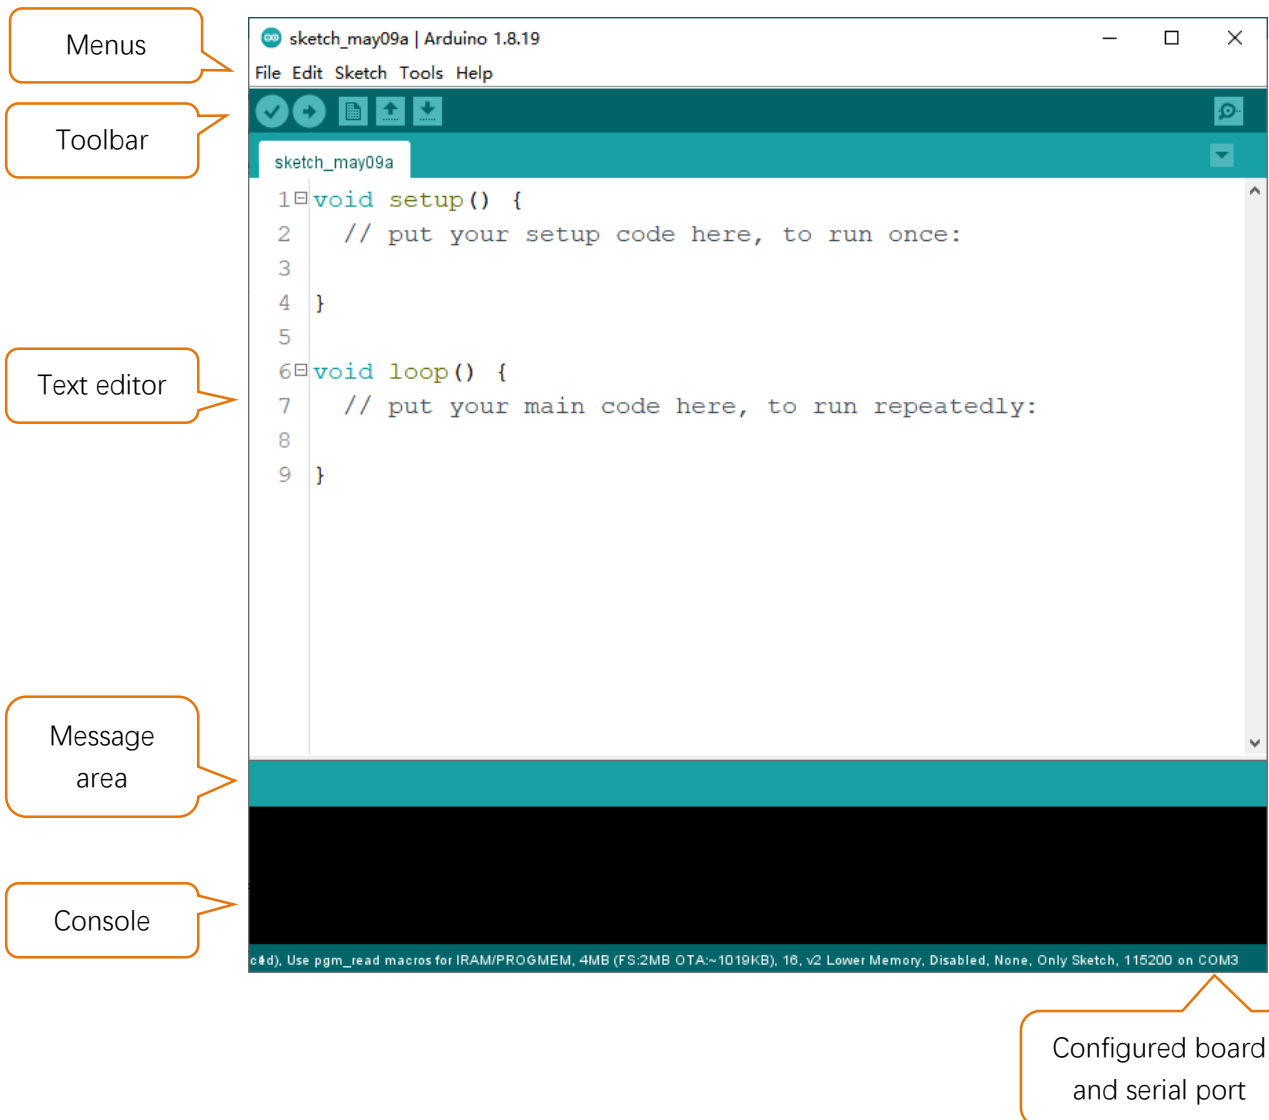 Menus
sketch_may09a | Arduino 1.8.19
File Edit Sketch Tools Help
Toolbar
sketch_may09a
1 void setup() {
2 // put your setup code here, to run once:
3
4 }
5
Text editor
6 void loop() {
7 // put your main code here, to run repeatedly:
8
9 }
Message
area
Console
d), Use pgm_read macros for IRAM/PROGMEM, 4MB (FS:2MB OTA:~1019KB), 16, v2 Lower Memory, Disabled, None, Only Sketch, 115200 on COM3
Configured board
and serial port